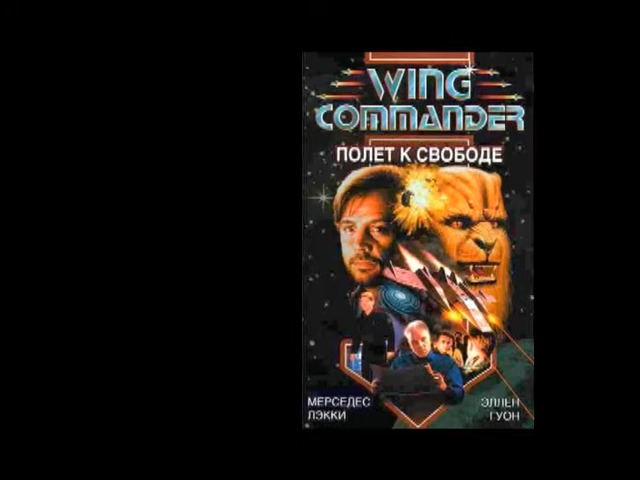 WING
COMMANDER
ПОЛЕТ К СВОБОДЕ
МЕРСЕДЕС
ЛЭККИ
ЭЛЛЕН
ГУОН